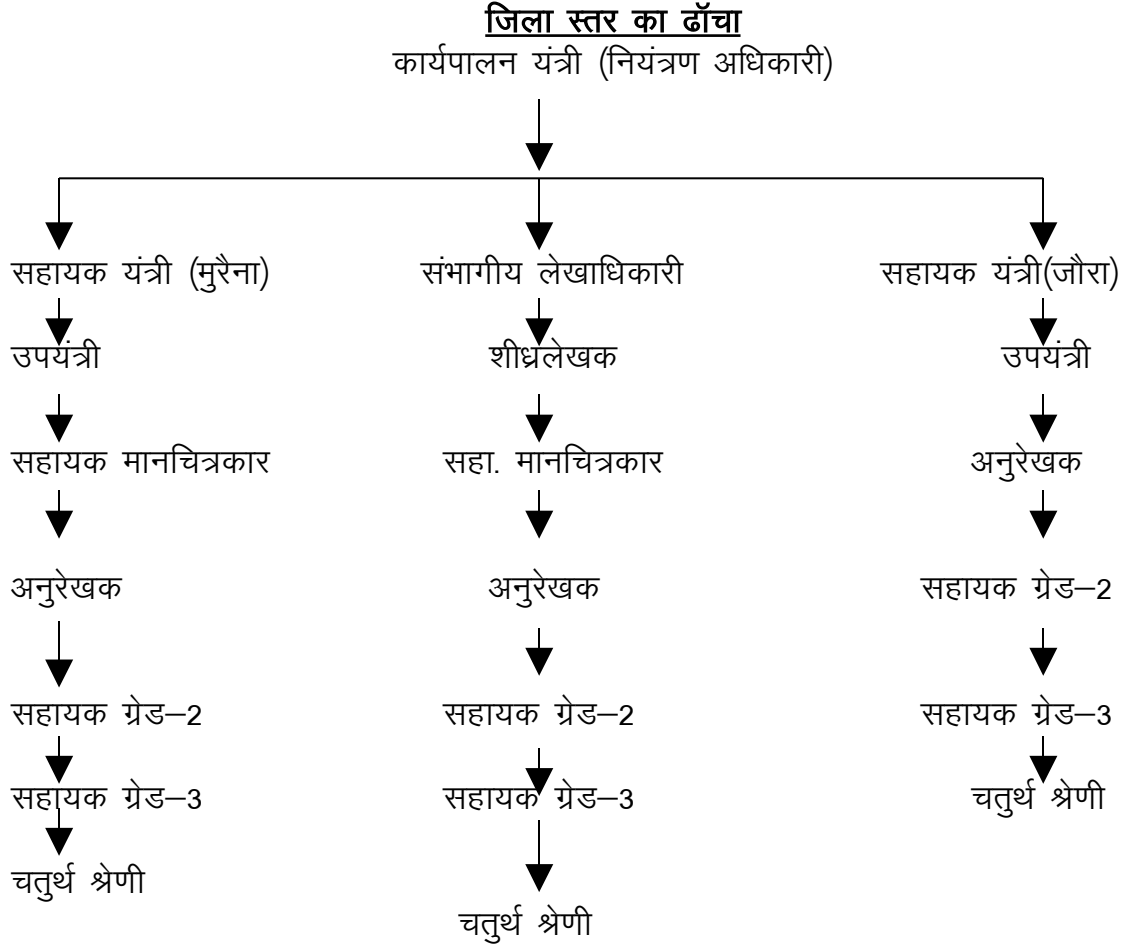 जिला स्तर का ढॉचा
कार्यपालन यंत्री (नियंत्रण अधिकारी)
सहायक यंत्री (मुरैना) संभागीय लेखाधिकारी सहायक यंत्री(जौरा)
उपयंत्री शीध्रलेखक उपयंत्री
सहायक मानचित्रकार सहा. मानचित्रकार अनुरेखक
अनुरेखक अनुरेखक सहायक ग्रेड–2
सहायक ग्रेड–2 सहायक ग्रेड–2 सहायक ग्रेड–3
सहायक ग्रेड–3 सहायक ग्रेड–3 चतुर्थ श्रेणी
चतुर्थ श्रेणी
चतुर्थ श्रेणी